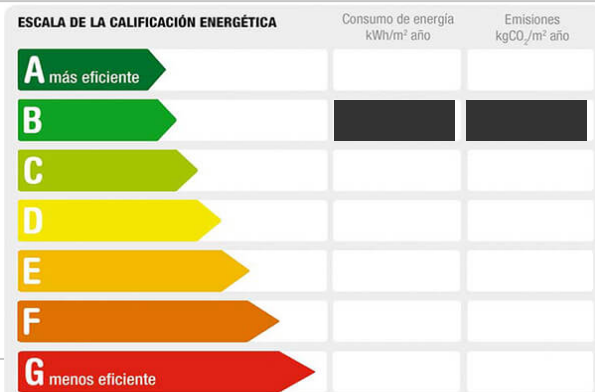 ESCALA DE LA CALIFICACIÓN ENERGÉTICA
Consumo de energía
kWh/m² año
Emisiones
kgCO₂/m² año
A más eficiente
B
C
D
E
F
G menos eficiente